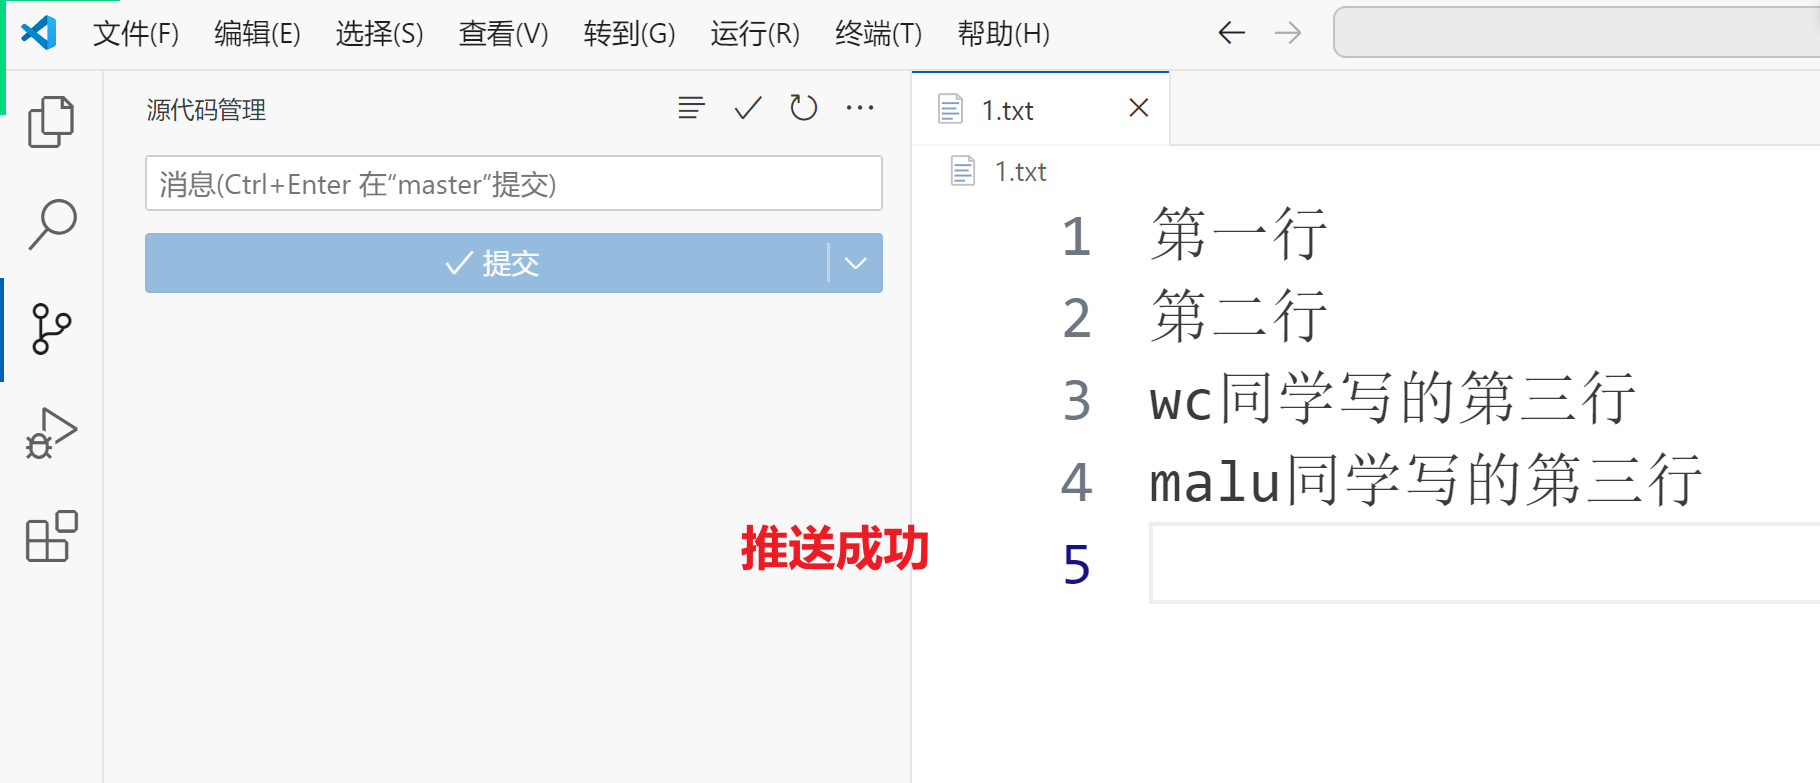 文件(F) 编辑(E) 选择(S) 查看(V) 转到(G) 运行(R) 终端(T) 帮助(H)
源代码管理
消息(Ctrl+Enter 在“master”提交)
提交
1.txt
1.txt
1 第一行
2 第二行
3 wc同学写的第三行
4 malu同学写的第三行
5
推送成功